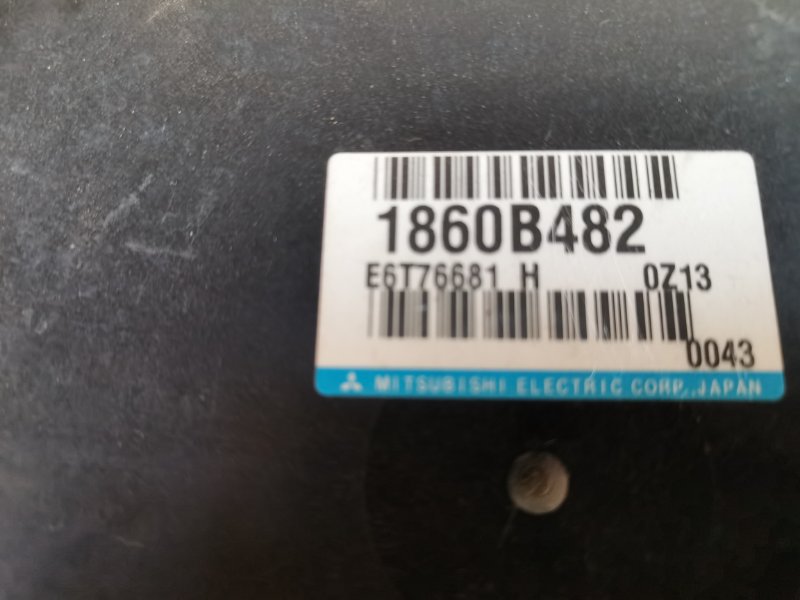 1860B482
E6T76681 H 0Z13
0043
MITSUBISHI ELECTRIC CORP. JAPAN